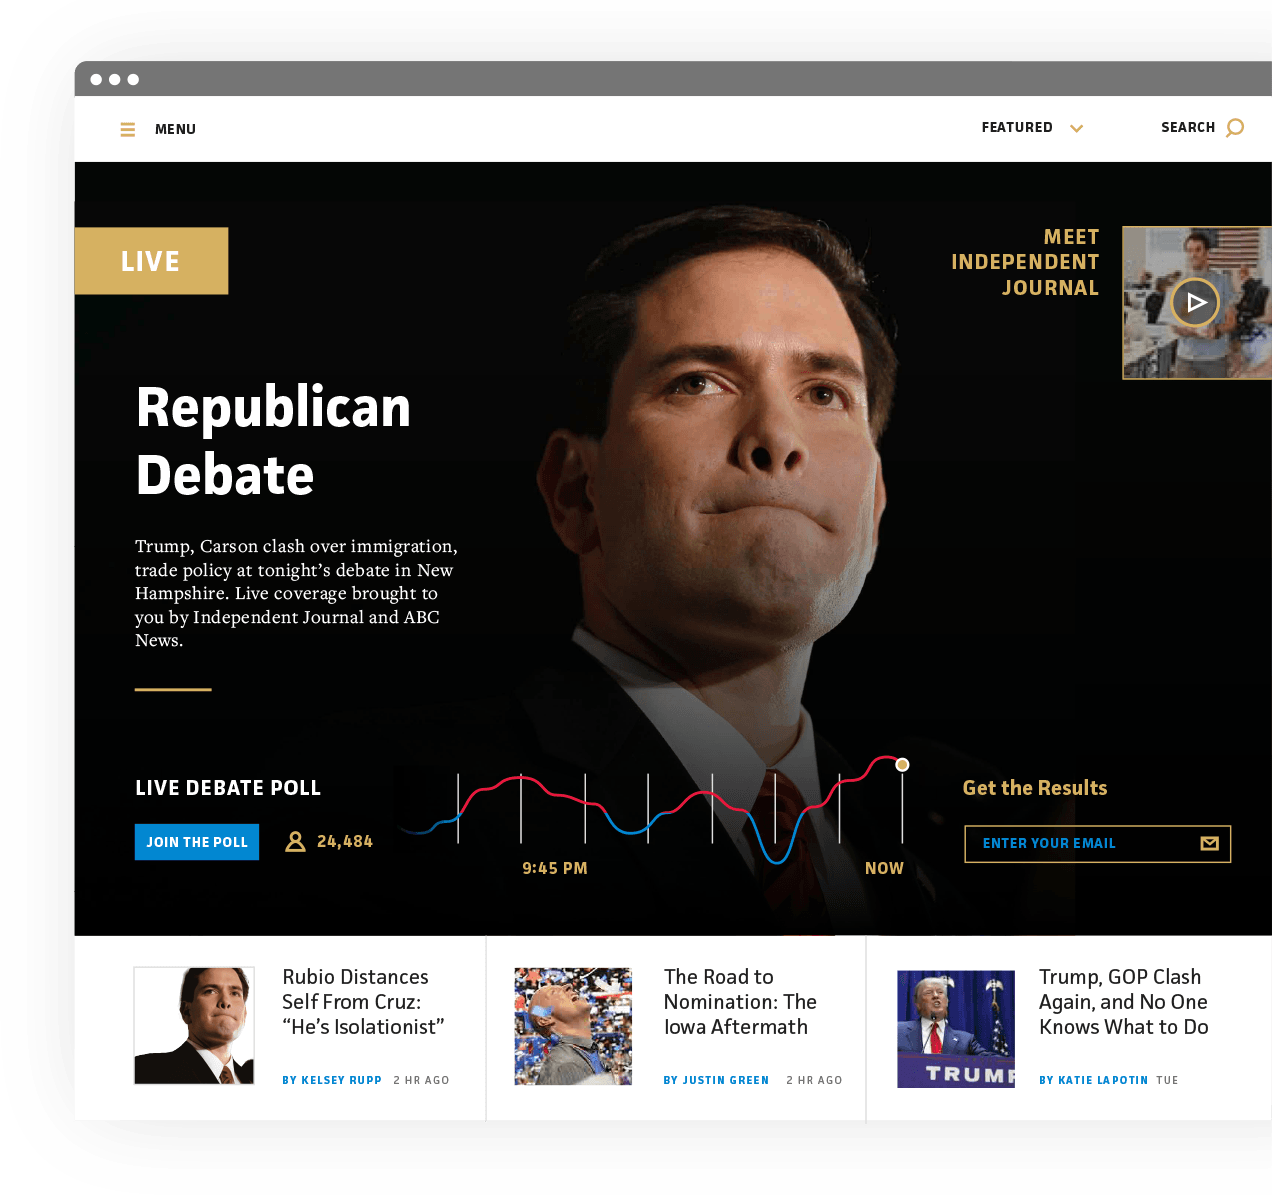 MENU
FEATURED
SEARCH
LIVE
MEET
INDEPENDENT
JOURNAL
Republican
Debate
Trump, Carson clash over immigration,
trade policy at tonight’s debate in New
Hampshire. Live coverage brought to
you by Independent Journal and ABC
News.
LIVE DEBATE POLL
JOIN THE POLL
24,484
9:45 PM
NOW
Get the Results
ENTER YOUR EMAIL
Rubio Distances
Self From Cruz:
“He’s Isolationist”
BY KELSEY RUPP 2 HR AGO
The Road to
Nomination: The
Iowa Aftermath
BY JUSTIN GREEN 2 HR AGO
TRUMP
Trump, GOP Clash
Again, and No One
Knows What to Do
BY KATIE LAPOTIN TUE